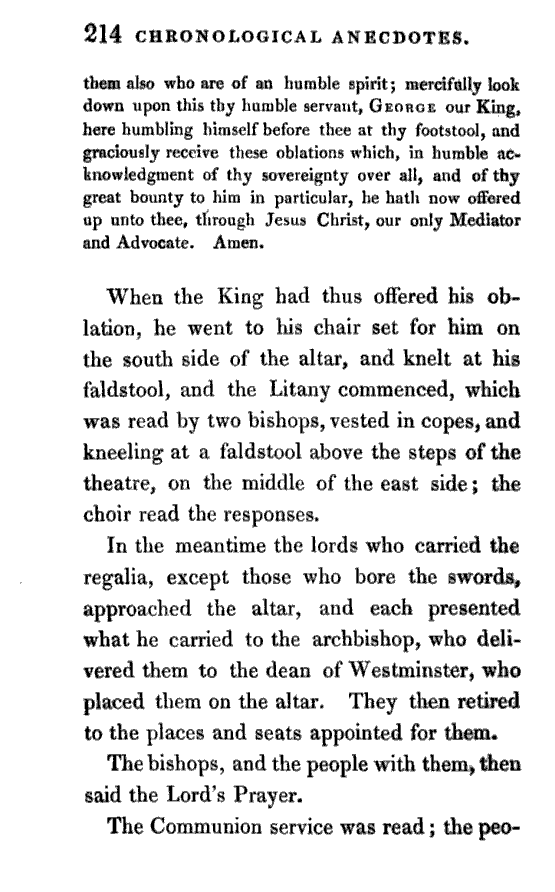 214 CHRONOLOGICAL ANECDOTES.
them also who are of an humble spirit; mercifully look
down upon this thy humble servant, GEORGE our King,
here humbling himself before thee at thy footstool, and
graciously receive these oblations which, in humble ac-
knowledgment of thy sovereignty over all, and of thy
great bounty to him in particular, he hath now offered
up unto thee, through Jesus Christ, our only Mediator
and Advocate. Amen.
When the King had thus offered his ob-
lation, he went to his chair set for him on
the south side of the altar, and knelt at his
faldstool, and the Litany commenced, which
was read by two bishops, vested in copes, and
kneeling at a faldstool above the steps of the
theatre, on the middle of the east side; the
choir read the responses.
In the meantime the lords who carried the
regalia, except those who bore the swords,
approached the altar, and each presented
what he carried to the archbishop, who deli-
vered them to the dean of Westminster, who
placed them on the altar. They then retired
to the places and seats appointed for them.
The bishops, and the people with them, then
said the Lord's Prayer.
The Communion service was read; the peo-